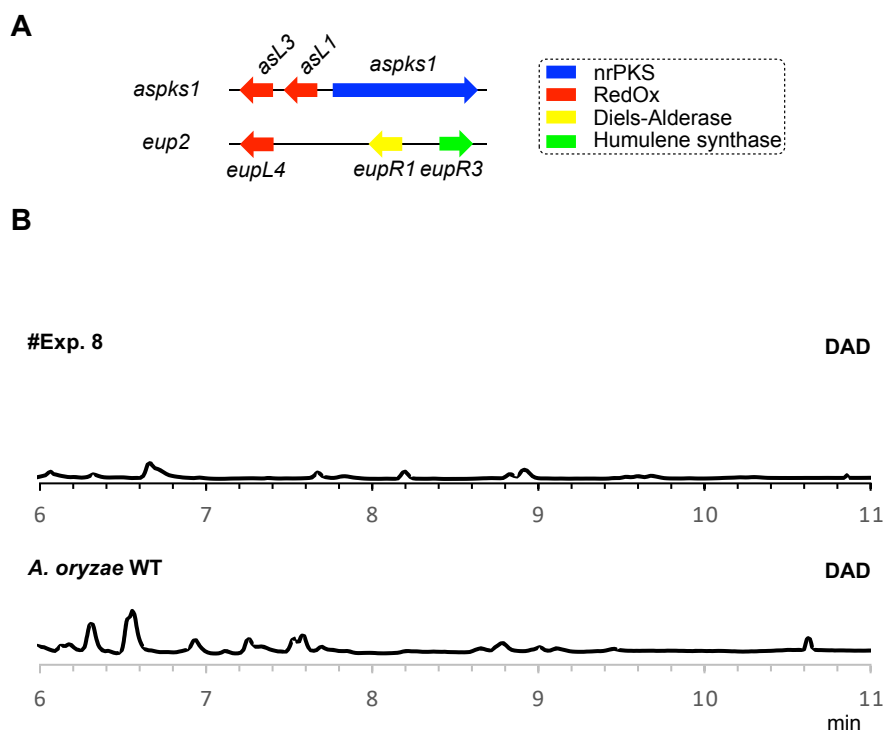 A
asL3 asL1 aspks1
aspks1
eup2
eupL4 eupR1 eupR3
nrPKS
RedOx
Diels-Alderase
Humulene synthase
B
#Exp. 8 DAD
6 7 8 9 10 11
A. oryzae WT DAD
6 7 8 9 10 11
min